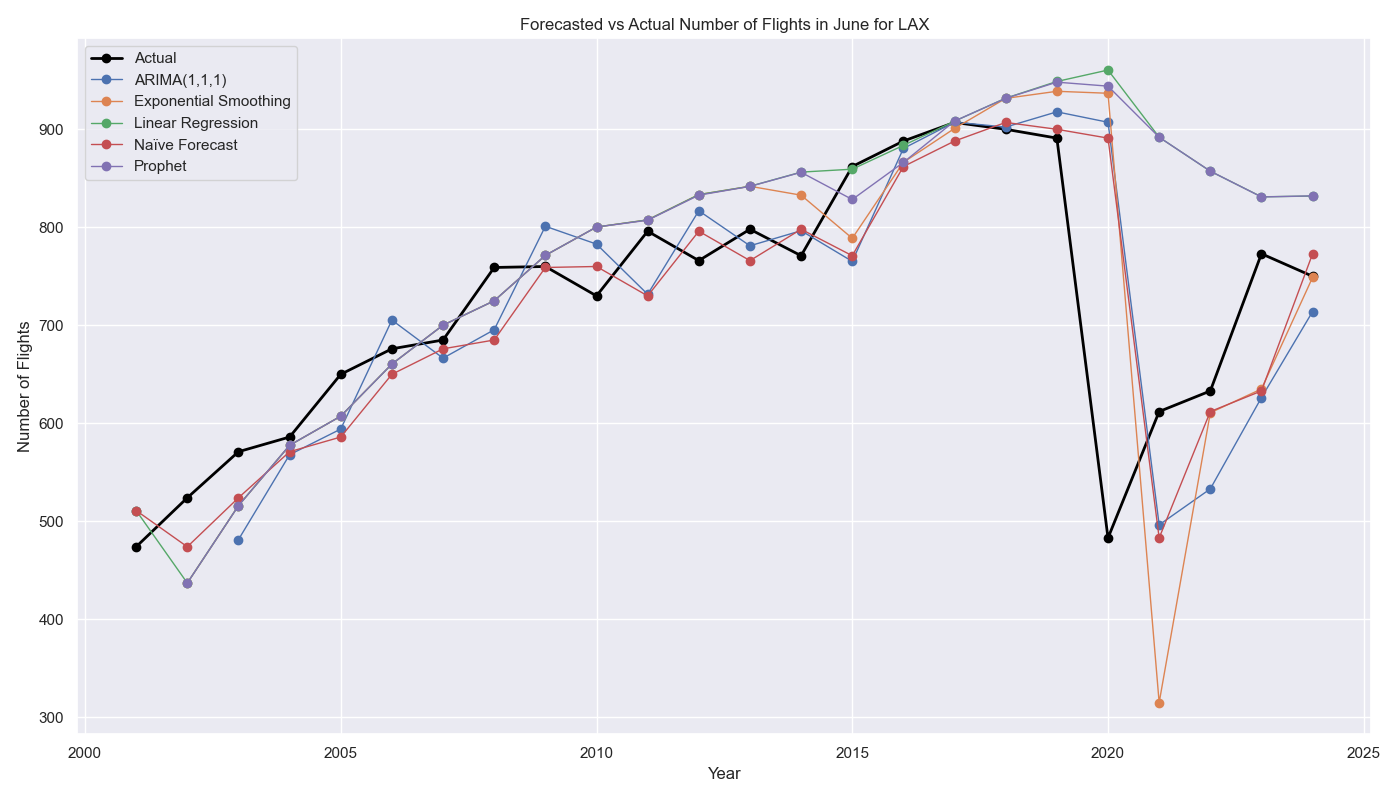 Forecasted vs Actual Number of Flights in June for LAX
Actual
ARIMA(1,1,1)
Exponential Smoothing
Linear Regression
Naïve Forecast
Prophet
Number of Flights
900
800
700
600
500
400
300
2000
2005
2010
2015
2020
2025
Year